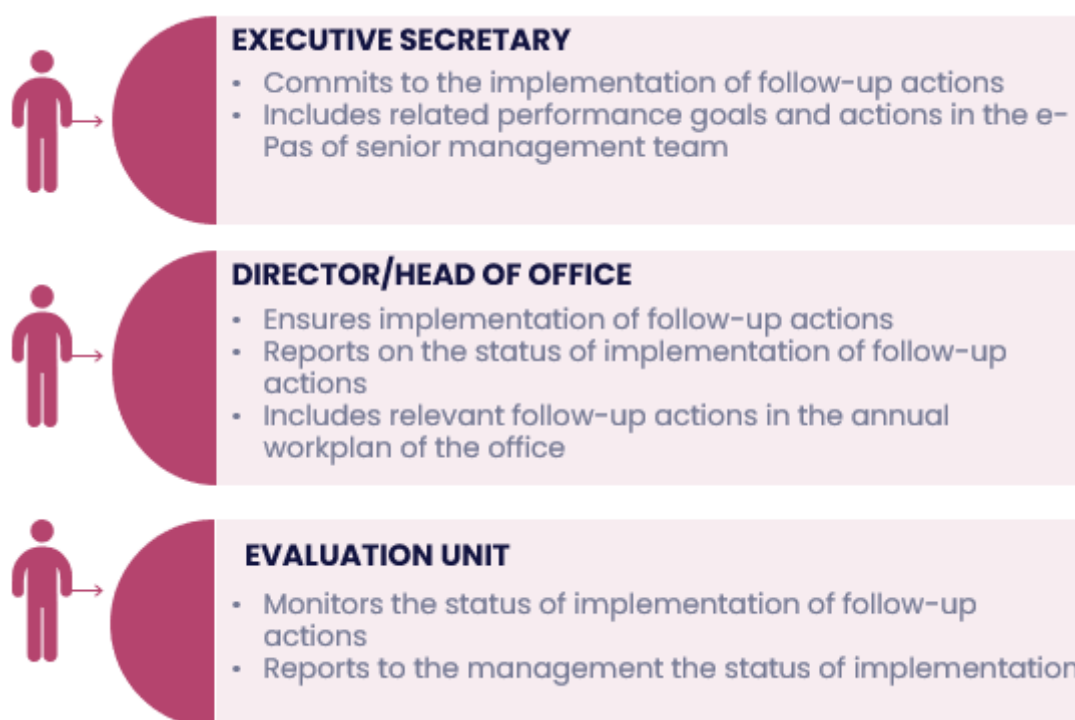 EXECUTIVE SECRETARY
• Commits to the implementation of follow-up actions
• Includes related performance goals and actions in the e-
Pas of senior management team
DIRECTOR/HEAD OF OFFICE
• Ensures implementation of follow-up actions
• Reports on the status of implementation of follow-up
actions
• Includes relevant follow-up actions in the annual
workplan of the office
EVALUATION UNIT
• Monitors the status of implementation of follow-up
actions
• Reports to the management the status of implementation